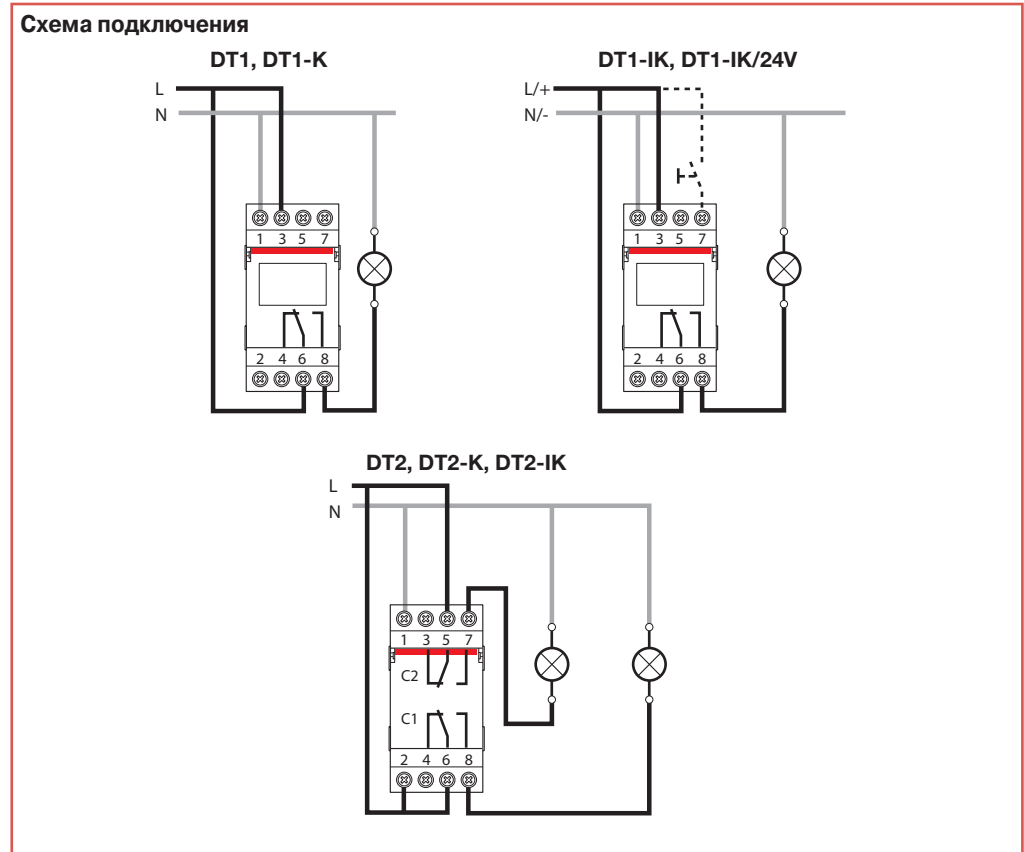 Схема подключения
DT1, DT1-K
L
N
1 3 5 7
2 4 6 8
DT1-IK, DT1-IK/24V
L/+
N/-
1 3 5 7
2 4 6 8
DT2, DT2-K, DT2-IK
L
N
1 3 5 7
C2
C1
2 4 6 8